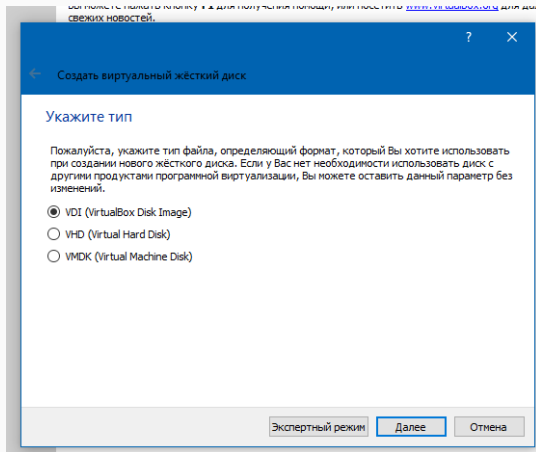 вы можете нажать кнопку F1 для получения помощи, или посетить www.virtualbox.org для
свежих новостей.
?
Создать виртуальный жёсткий диск
Укажите тип
Пожалуйста, укажите тип файла, определяющий формат, который Вы хотите использовать
при создании нового жёсткого диска. Если у Вас нет необходимости использовать диск с
другими продуктами программной виртуализации, Вы можете оставить данный параметр без
изменений.
VDI (VirtualBox Disk Image)
VHD (Virtual Hard Disk)
VMDK (Virtual Machine Disk)
Экспертный режим Далее Отмена